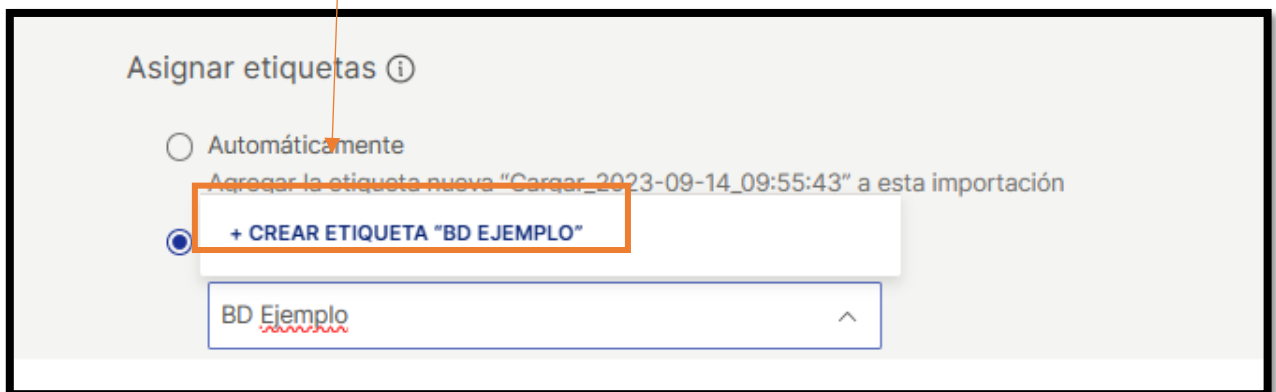 Asignar etiquetas
Automáticamente
Agregar la etiqueta nueva “Cargar_2023-09-14_09:55:43” a esta importación
+ CREAR ETIQUETA “BD EJEMPLO”
BD Ejemplo